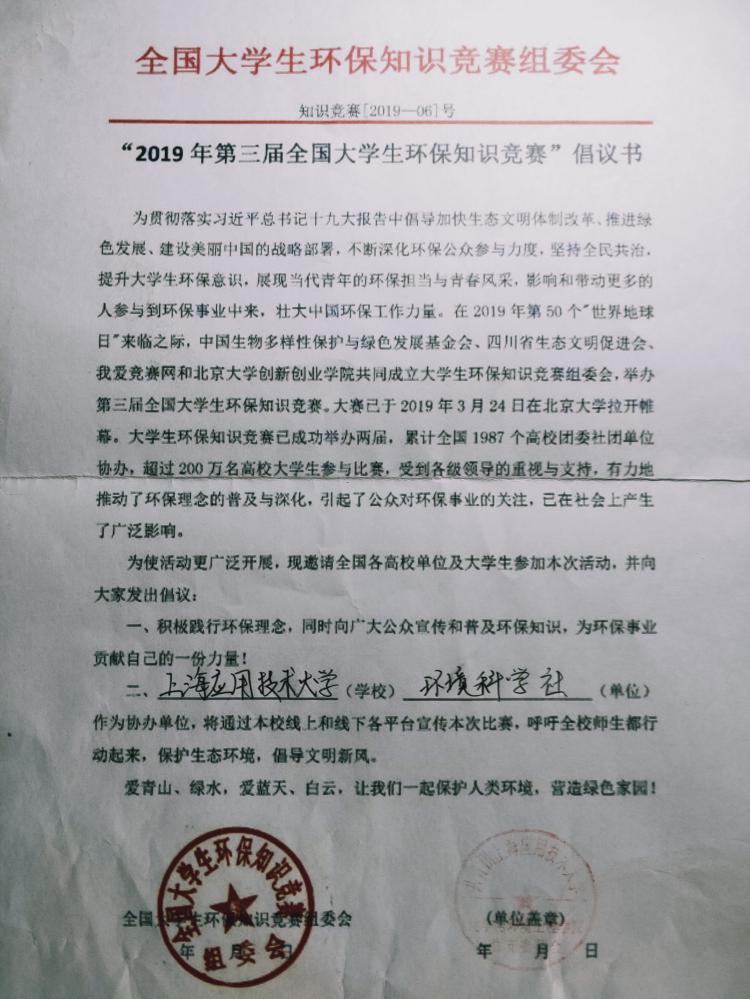 全国大学生环保知识竞赛组委会
知识竞赛[2019—06]号
“2019 年第三届全国大学生环保知识竞赛”倡议书
为贯彻落实习近平总书记十九大报告中倡导加快生态文明体制改革、推进绿
色发展、建设美丽中国的战略部署，不断深化环保公众参与力度，坚持全民共治，
提升大学生环保意识，展现当代青年的环保担当与青春风采，影响和带动更多的
人参与到环保事业中来，壮大中国环保工作力量。在 2019 年第 50 个"世界地球
日"来临之际，中国生物多样性保护与绿色发展基金会、四川省生态文明促进会、
我爱竞赛网和北京大学创新创业学院共同成立大学生环保知识竞赛组委会，举办
第三届全国大学生环保知识竞赛。大赛已于 2019 年 3 月 24 日在北京大学拉开帷
幕。大学生环保知识竞赛已成功举办两届，累计全国 1987 个高校团委社团单位
协办，超过 200 万名高校大学生参与比赛，受到各级领导的重视与支持，有力地
推动了环保理念的普及与深化，引起了公众对环保事业的关注，已在社会上产生
了广泛影响。
为使活动更广泛开展，现邀请全国各高校单位及大学生参加本次活动，并向
大家发出倡议：
一、积极践行环保理念，同时向广大公众宣传和普及环保知识，为环保事业
贡献自己的一份力量！
二、上海应用技术大学（学校）环境科学社（单位）
作为协办单位，将通过本校线上和线下各平台宣传本次比赛，呼吁全校师生都行
动起来，保护生态环境，倡导文明新风。
爱青山、绿水，爱蓝天、白云，让我们一起保护人类环境，营造绿色家园！
全国大学生环保知识竞赛
组委会
全国大学生环保知识竞赛组委会
年 月 日
（单位盖章）
年 月 日